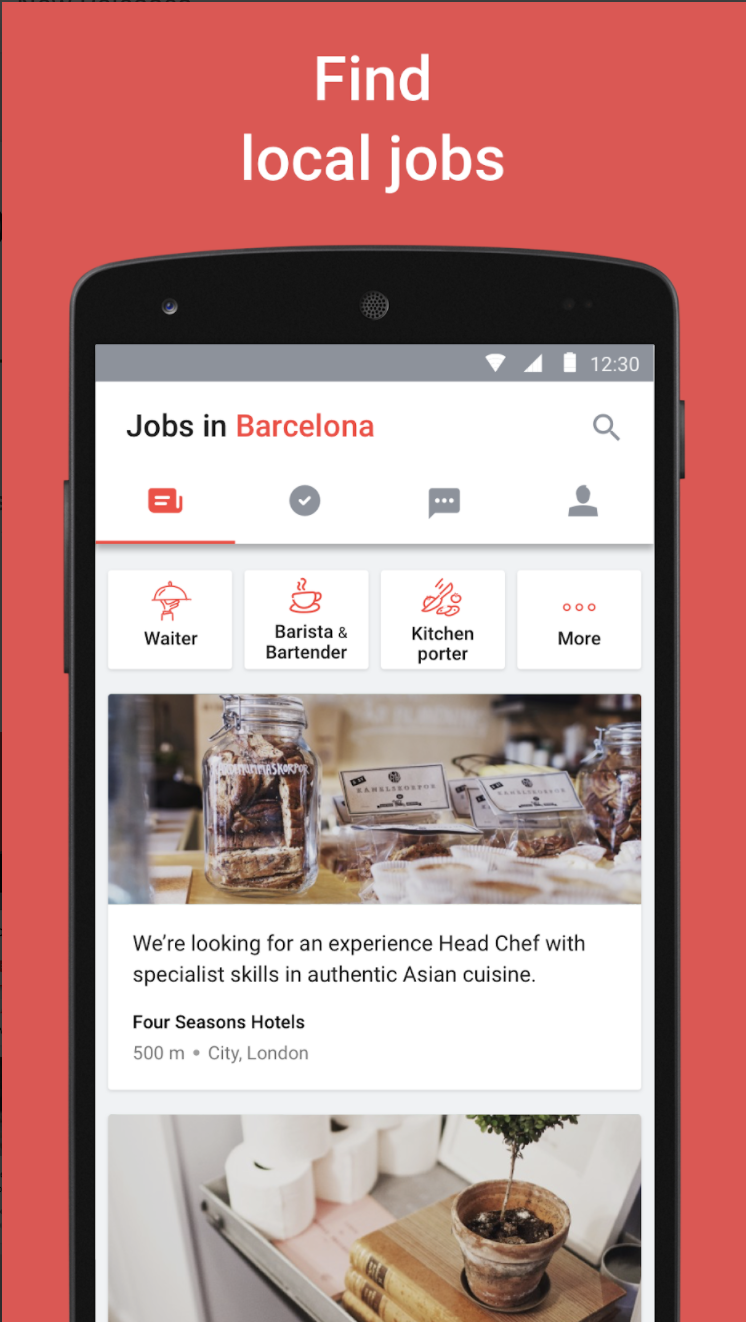 Find
local jobs
12:30
Jobs in Barcelona
Waiter
Barista &
Bartender
Kitchen
porter
More
We’re looking for an experience Head Chef with
specialist skills in authentic Asian cuisine.
Four Seasons Hotels
500 m • City, London